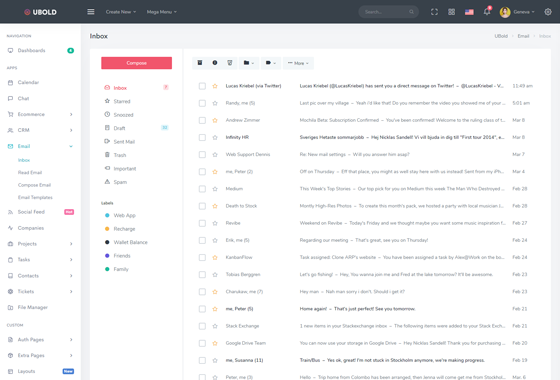 UBOLD
Create New
Mega Menu
Search...
Geneva
NAVIGATION
Dashboards
APPS
Calendar
Chat
Ecommerce
CRM
Email
Inbox
Read Email
Compose Email
Email Templates
Social Feed
Hot
Companies
Projects
Tasks
Contacts
Tickets
File Manager
CUSTOM
Auth Pages
Extra Pages
Layouts
New
Inbox
UBold
Email
Inbox
Compose
Inbox
7
Starred
Snoozed
Draft
32
Sent Mail
Trash
Important
Spam
Labels
Web App
Recharge
Wallet Balance
Friends
Family
More
Lucas Kriebel (via Twitter) Lucas Kriebel (@LucasKriebel) has sent you a direct message on Twitter! – @LucasKriebel - V... 11:49 am
Randy, me (5) Last pic over my village – Yeah i'd like that! Do you remember the video you showed me of your ... 5:01 am
Andrew Zimmer Mochila Beta: Subscription Confirmed – You've been confirmed! Welcome to the ruling class of t... Mar 8
Infinity HR Sveriges Hetaste sommarjobb – Hej Nicklas Sandell! Vi vill bjuda in dig till "First tour 2014", e... Mar 8
Web Support Dennis Re: New mail settings – Will you answer him asap? Mar 7
me, Peter (2) Off on Thursday – Eff that place, you might as well stay here with us instead! Sent from my iPh... Mar 4
Medium This Week's Top Stories – Our top pick for you on Medium this week The Man Who Destroyed ... Feb 28
Death to Stock Montly High-Res Photos – To create this month's pack, we hosted a party with local musician J... Feb 28
Revibe Weekend on Revibe – Today's Friday and we thought maybe you want some music inspiration f... Feb 27
Erik, me (5) Regarding our meeting – That's great, see you on Thursday! Feb 24
KanbanFlow Task assigned: Clone ARP's website – You have been assigned a task by Alex@Work on the bo... Feb 24
Tobias Berggren Let's go fishing! – Hey, You wanna join me and Fred at the lake tomorrow? It'll be awesome. Feb 23
Charukaw, me (7) Hey man – Nah man sorry i don't. Should i get it? Feb 23
me, Peter (5) Home again! – That's just perfect! See you tomorrow. Feb 21
Stack Exchange 1 new items in your Stackexchange inbox – The following items were added to your Stack Exch... Feb 21
Google Drive Team You can now use your storage in Google Drive – Hey Nicklas Sandell! Thank you for purchasing ... Feb 20
me, Susanna (11) Train/Bus – Yes ok, great! I'm not stuck in Stockholm anymore, we're making progress. Feb 19
Peter, me (3) Hello – Trip home from Colombo has been arranged, then Jenna will come get me from Stockh...